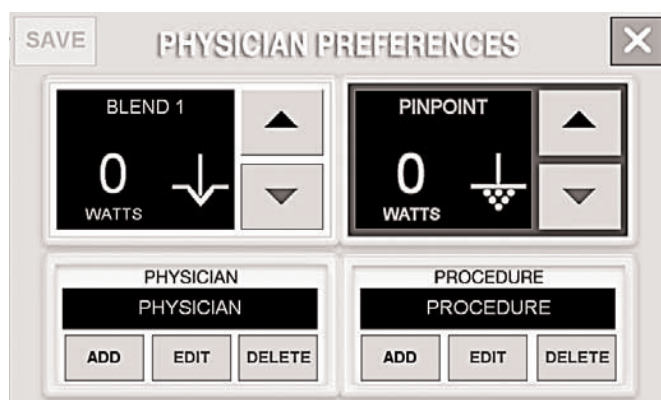 SAVE
PHYSICIAN PREFERENCES
X
BLEND 1
0
WATTS
PINPOINT
0
WATTS
PHYSICIAN
PHYSICIAN
ADD EDIT DELETE
PROCEDURE
PROCEDURE
ADD EDIT DELETE